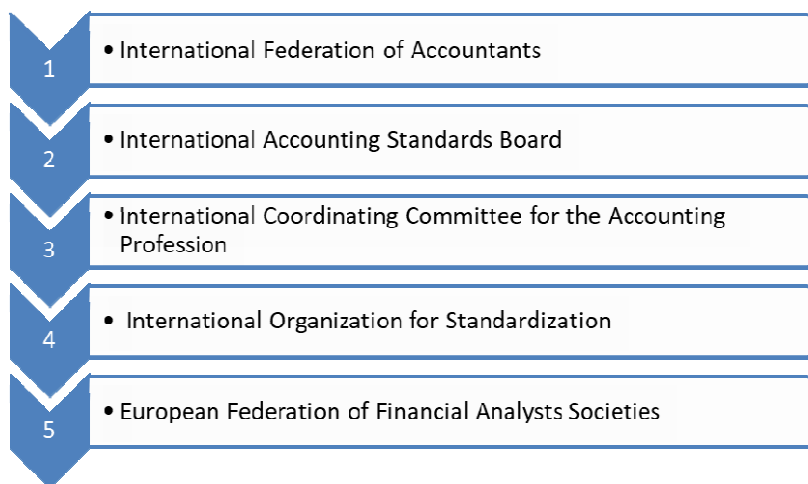 1
• International Federation of Accountants
2
• International Accounting Standards Board
3
• International Coordinating Committee for the Accounting
Profession
4
• International Organization for Standardization
5
• European Federation of Financial Analysts Societies